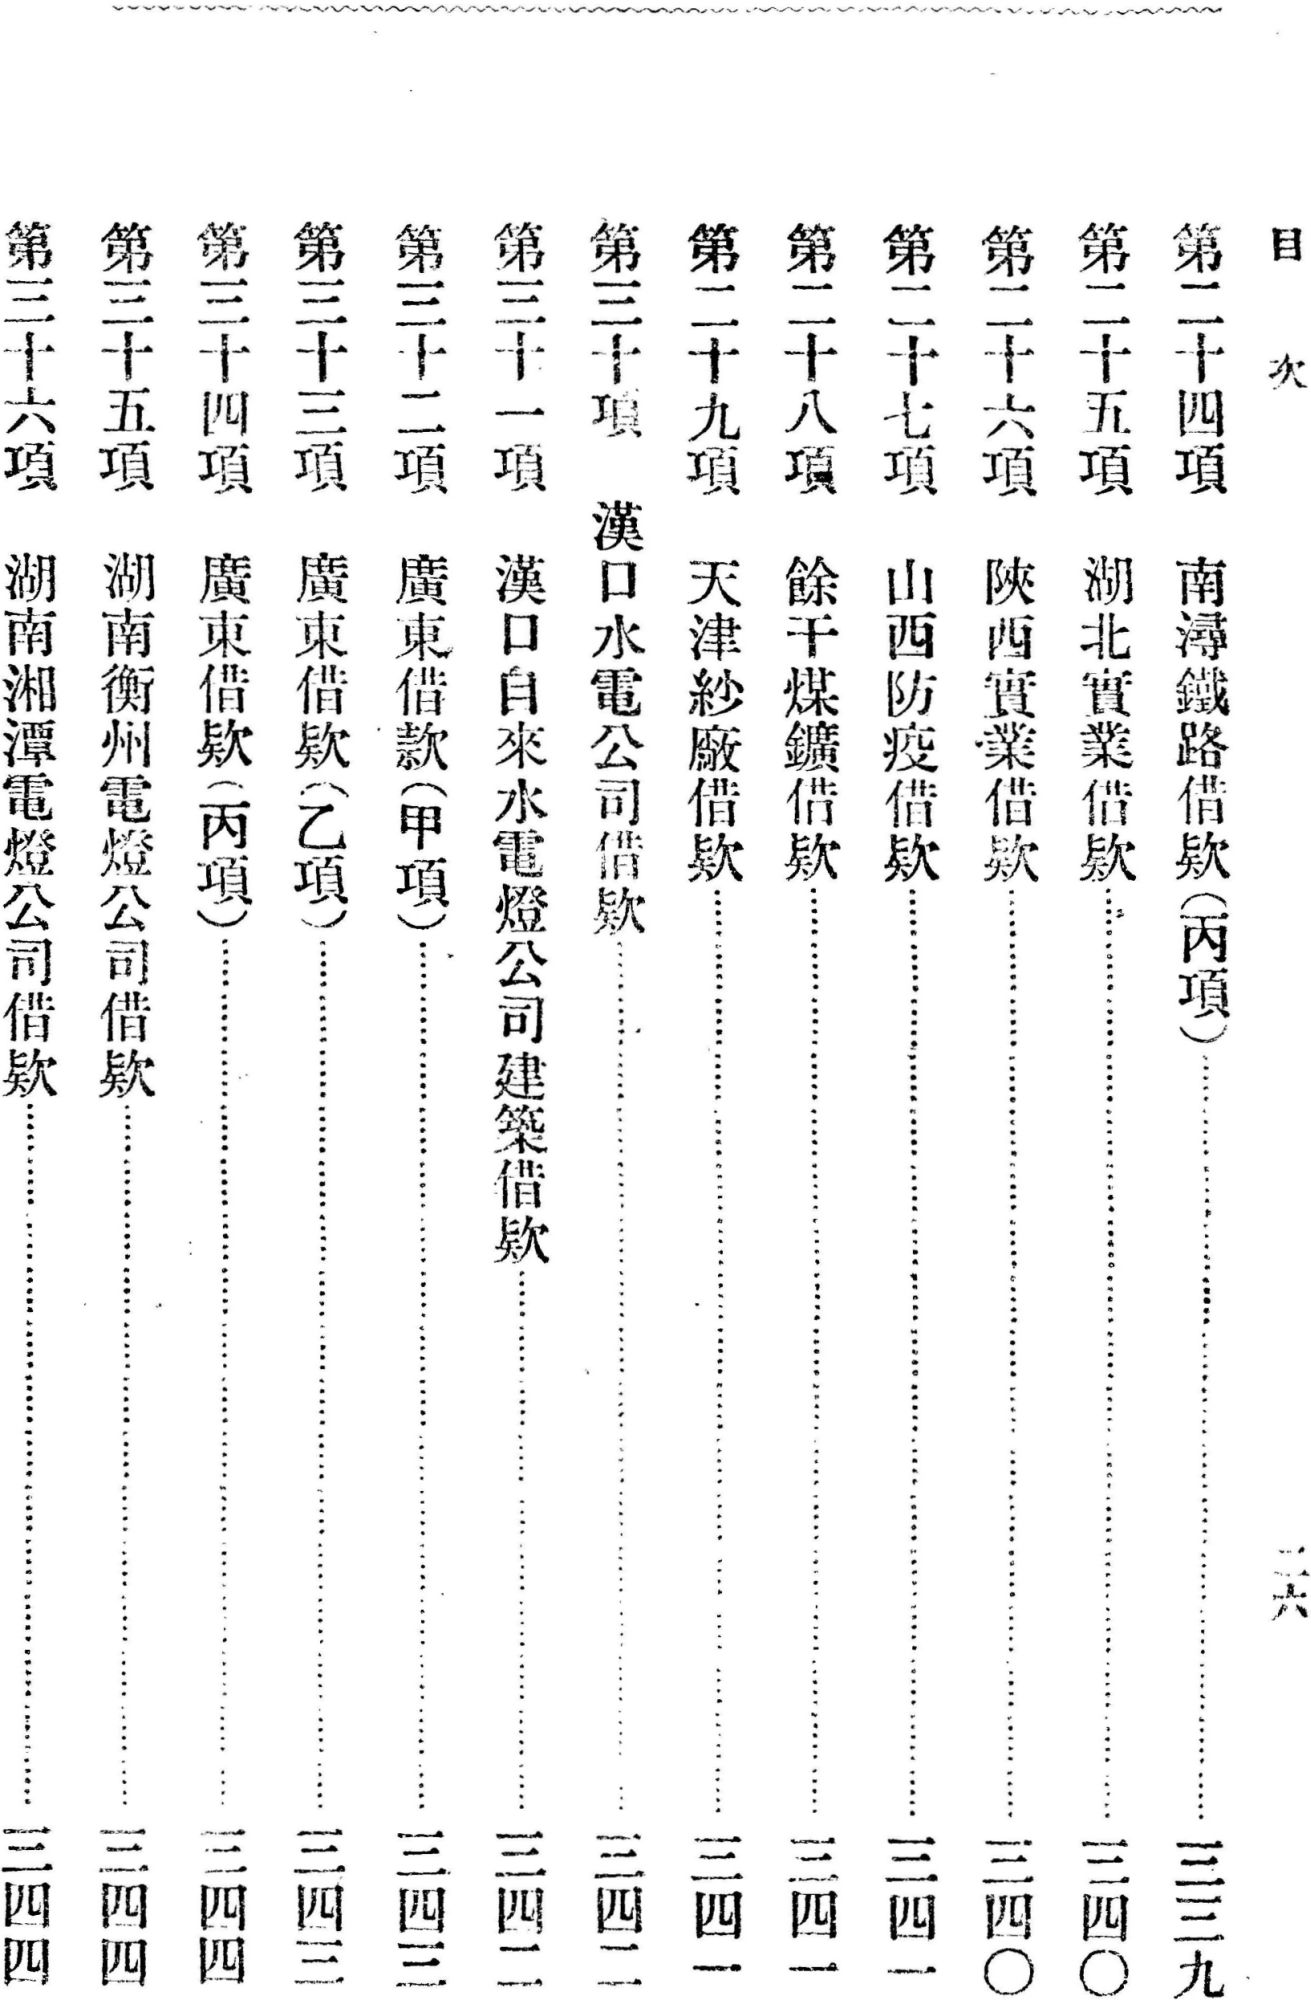 目次
二六
第二十四項　南潯鐵路借欵（丙項）…………三三九
第二十五項　湖北實業借欵…………三四〇
第二十六項　陝西實業借欵…………三四〇
第二十七項　山西防疫借欵…………三四一
第二十八項　餘干煤鑛借欵…………三四一
第二十九項　天津紗廠借欵…………三四一
第三十項　漢口水電公司借欵…………三四二
第三十一項　漢口自來水電燈公司建築借欵…………三四二
第三十二項　廣東借款（甲項）…………三四三
第三十三項　廣東借欵（乙項）…………三四三
第三十四項　廣東借欵（丙項）…………三四四
第三十五項　湖南衡州電燈公司借欵…………三四四
第三十六項　湖南湘潭電燈公司借欵…………三四四